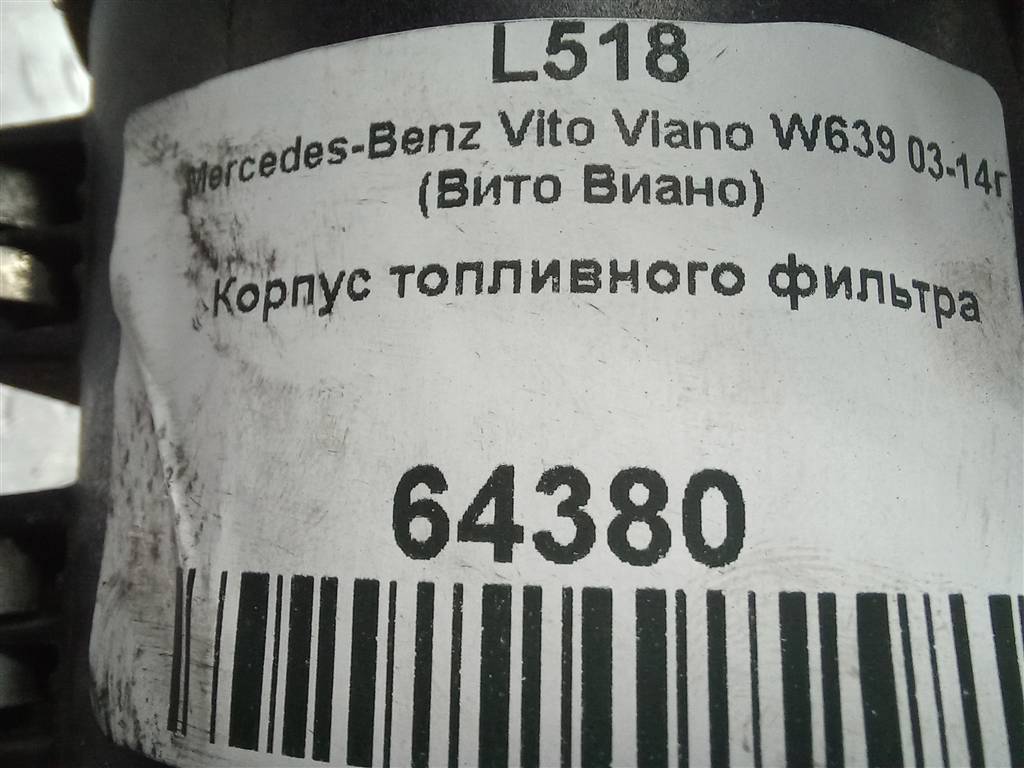 L518
Mercedes-Benz Vito Viano W639 03-14г
(Вито Виано)
Корпус топливного фильтра
64380